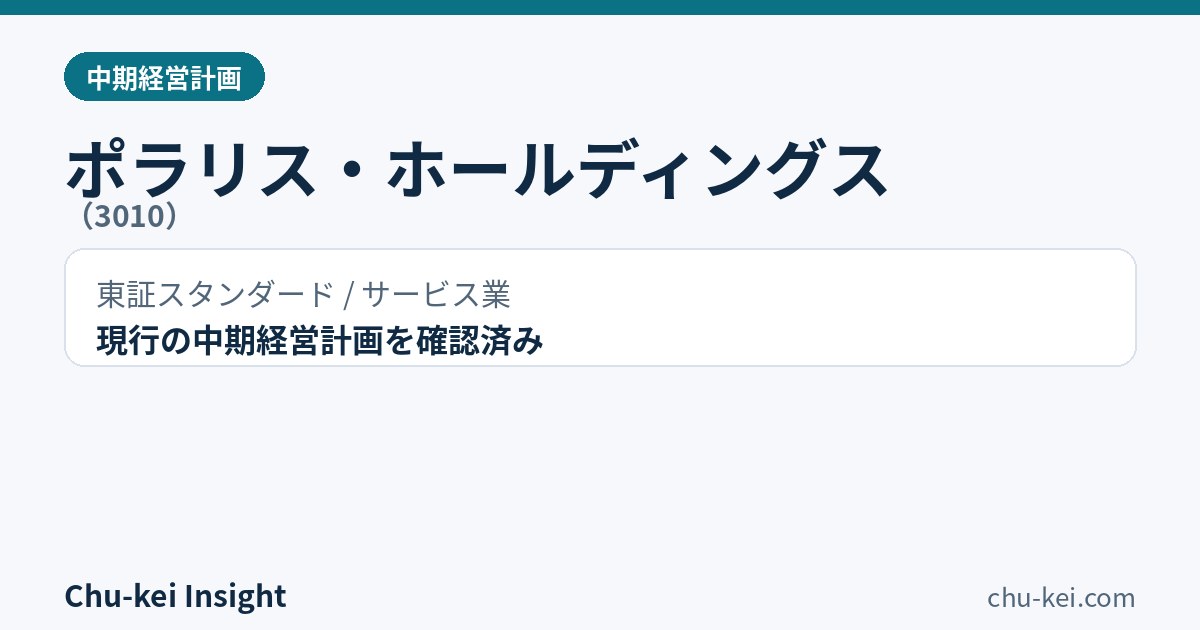 中期経営計画
ポラリス・ホールディングス
（3010）
東証スタンダード / サービス業
現行の中期経営計画を確認済み
Chu-kei Insight
chu-kei.com